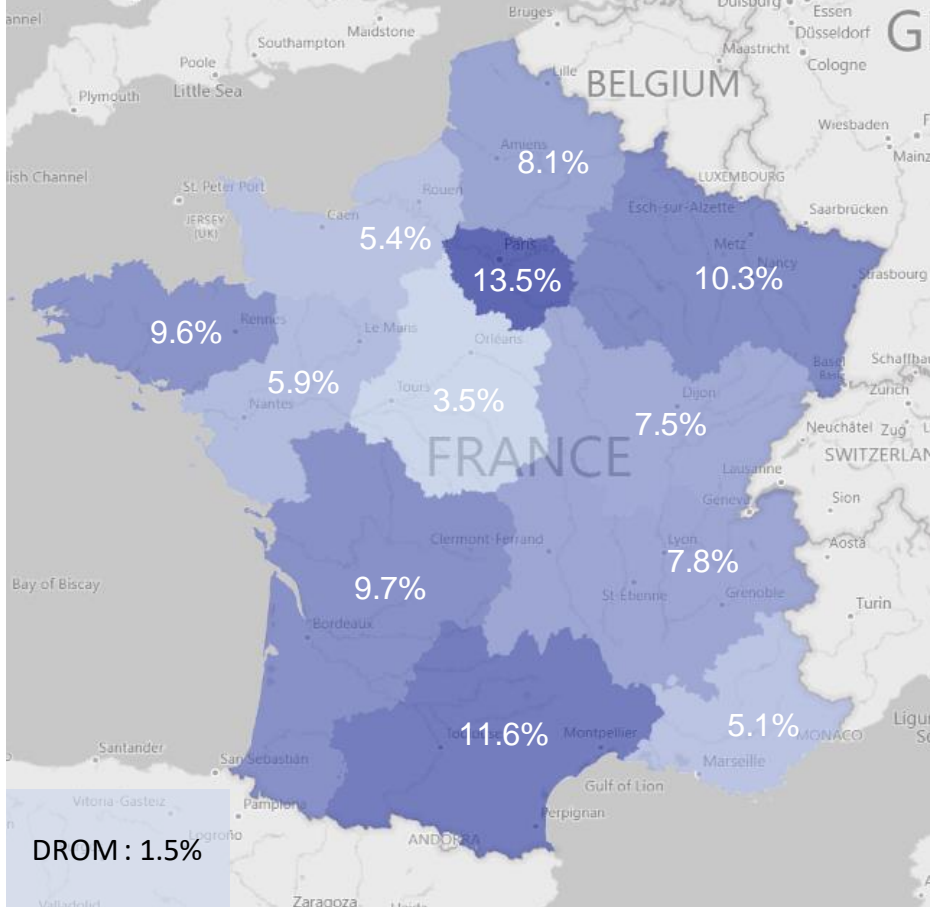 annel
Bruges
Duisburg
Essen
Maidstone
Düsseldorf
G
Southampton
Maastricht
Cologne
Poole
Lille
BELGIUM
Plymouth
Little Sea
Wiesbaden
F
Amiens
8.1%
Mainz
lish Channel
St. Peter Port
LUXEMBOURG
Rouen
Esch-sur-Alzette
Saarbrücken
JERSEY
(UK)
Caen
5.4%
Paris
Metz
13.5%
10.3%
Nancy
Strasbourg
9.6%
Rennes
Le Mans
Orléans
Basel
Schaffhau
5.9%
Tours
3.5%
Dijon
Zürich
Nantes
7.5%
Neuchâtel
Zug
FRANCE
Lausanne
SWITZERLAN
Geneva
Sion
Clermont-Ferrand
Lyon
Aosta
7.8%
Bay of Biscay
9.7%
St-Étienne
Grenoble
Turin
Bordeaux
11.6%
Toulouse
Montpellier
5.1%
MONACO
Ligur
Se
Santander
San Sebastián
Marseille
Gulf of Lion
Vitoria-Gasteiz
Pamplona
Perpignan
Logroño
ANDORRA
DROM : 1.5%
Valladolid
Zaragoza